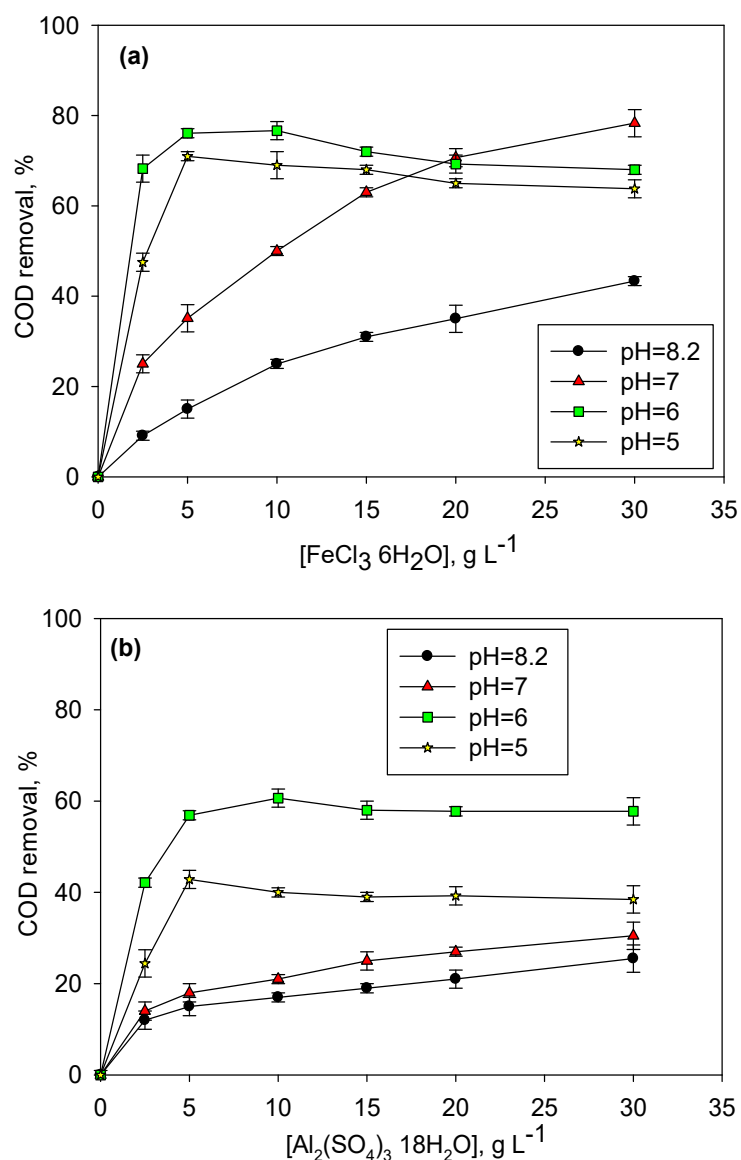 (a)
100
80
60
40
20
0
COD removal, %
pH=8.2
pH=7
pH=6
pH=5
0 5 10 15 20 25 30 35
[FeCl3 6H2O], g L-1
(b)
100
80
60
40
20
0
COD removal, %
pH=8.2
pH=7
pH=6
pH=5
0 5 10 15 20 25 30 35
[Al2(SO4)3 18H2O], g L-1